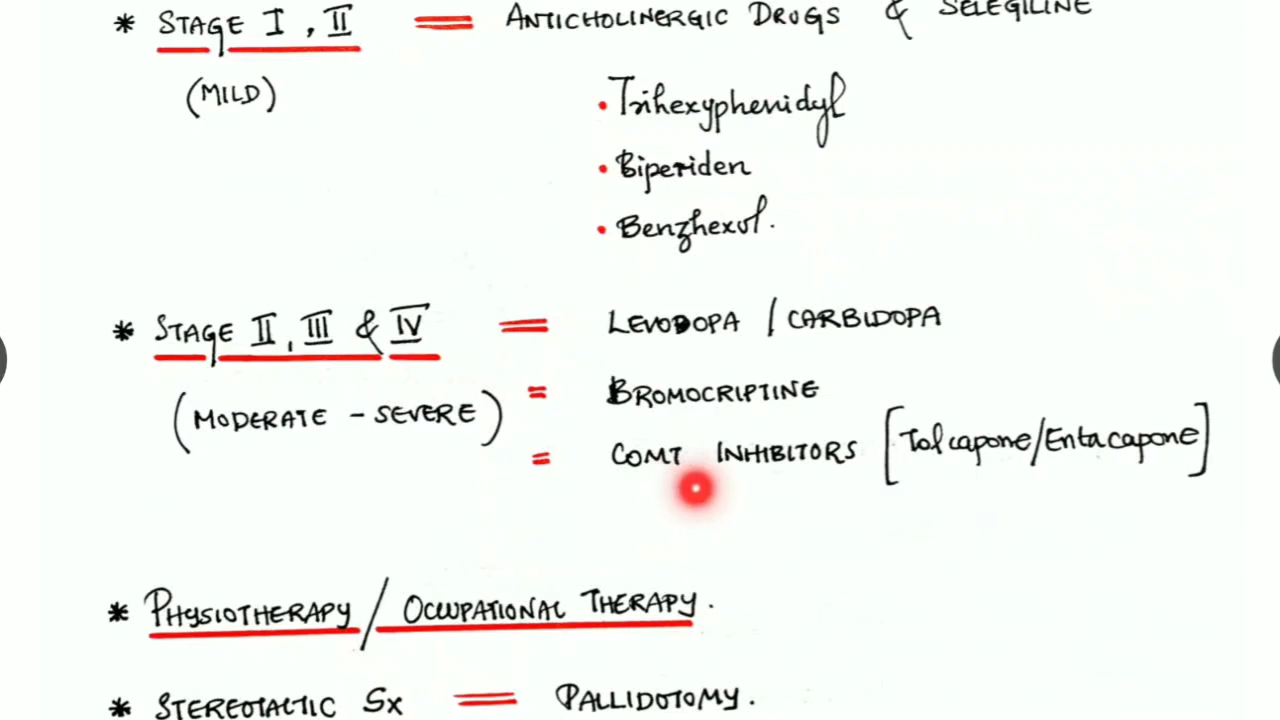 * STAGE I, II = ANTICHOLINERGIC DRUGS & SELEGILINE
(MILD)
• Trihexyphenidyl
• Biperiden
• Benzhexol.
* STAGE II, III & IV = LEVODOPA / CARBIDOPA
(MODERATE - SEVERE) = BROMOCRIPTINE
= COMT INHIBITORS [Tolcapone/Entacapone]
* PHYSIOTHERAPY / OCCUPATIONAL THERAPY.
* STEREOTACTIC Sx = PALLIDOTOMY.